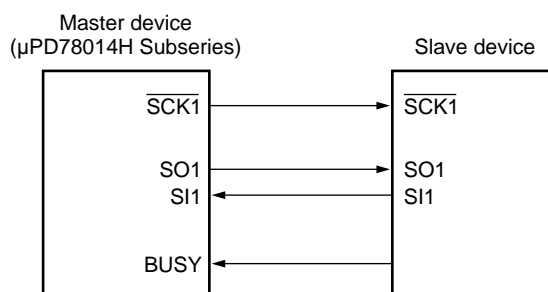 Master device
(µPD78014H Subseries)
Slave device
SCK1
SCK1
SO1
SO1
SI1
SI1
BUSY